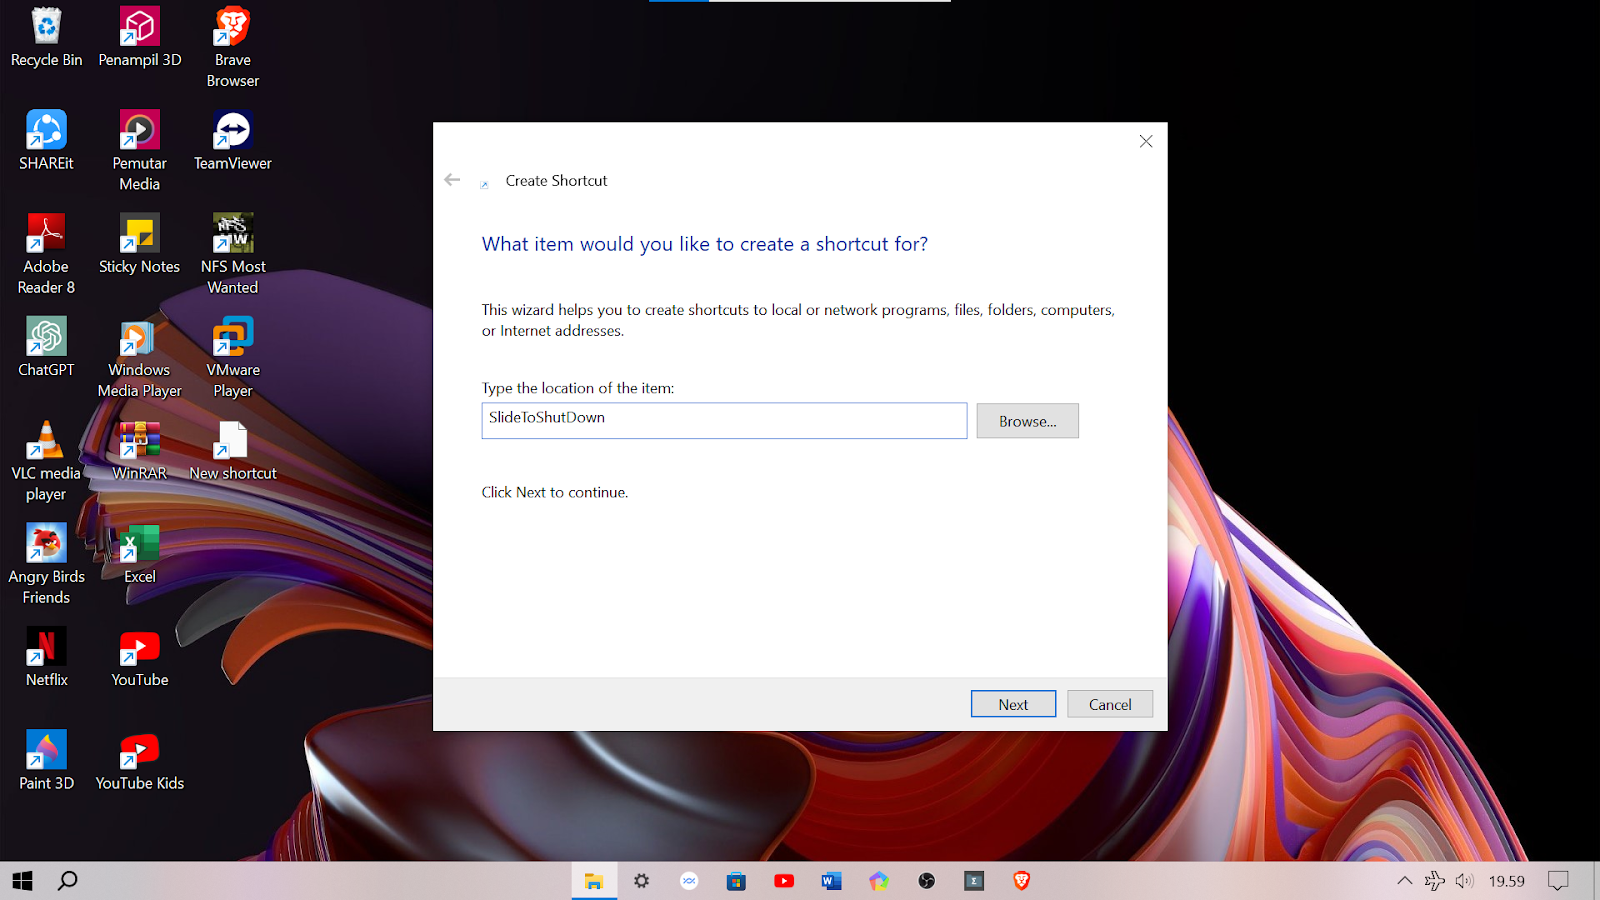 Recycle Bin
Penampil 3D
Brave
Browser
SHAREit
Pemutar
Media
TeamViewer
Adobe
Reader 8
Sticky Notes
NFS Most
Wanted
ChatGPT
Windows
Media Player
VMware
Player
VLC media
player
WinRAR
New shortcut
Angry Birds
Friends
Excel
Netflix
YouTube
Paint 3D
YouTube Kids
Create Shortcut
What item would you like to create a shortcut for?
This wizard helps you to create shortcuts to local or network programs, files, folders, computers,
or Internet addresses.
Type the location of the item:
SlideToShutDown
Browse...
Click Next to continue.
Next
Cancel
19.59